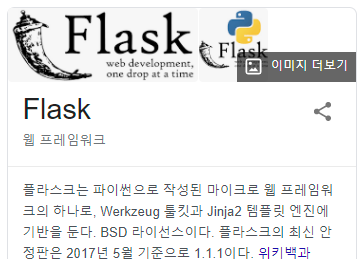 Flask
web development,
one drop at a time
Flask
이미지 더보기
Flask
웹 프레임워크
플라스크는 파이썬으로 작성된 마이크로 웹 프레임워
크의 하나로, Werkzeug 툴킷과 Jinja2 템플릿 엔진에
기반을 둔다. BSD 라이선스이다. 플라스크의 최신 안
정판은 2017년 5월 기준으로 1.1.1이다. 위키백과